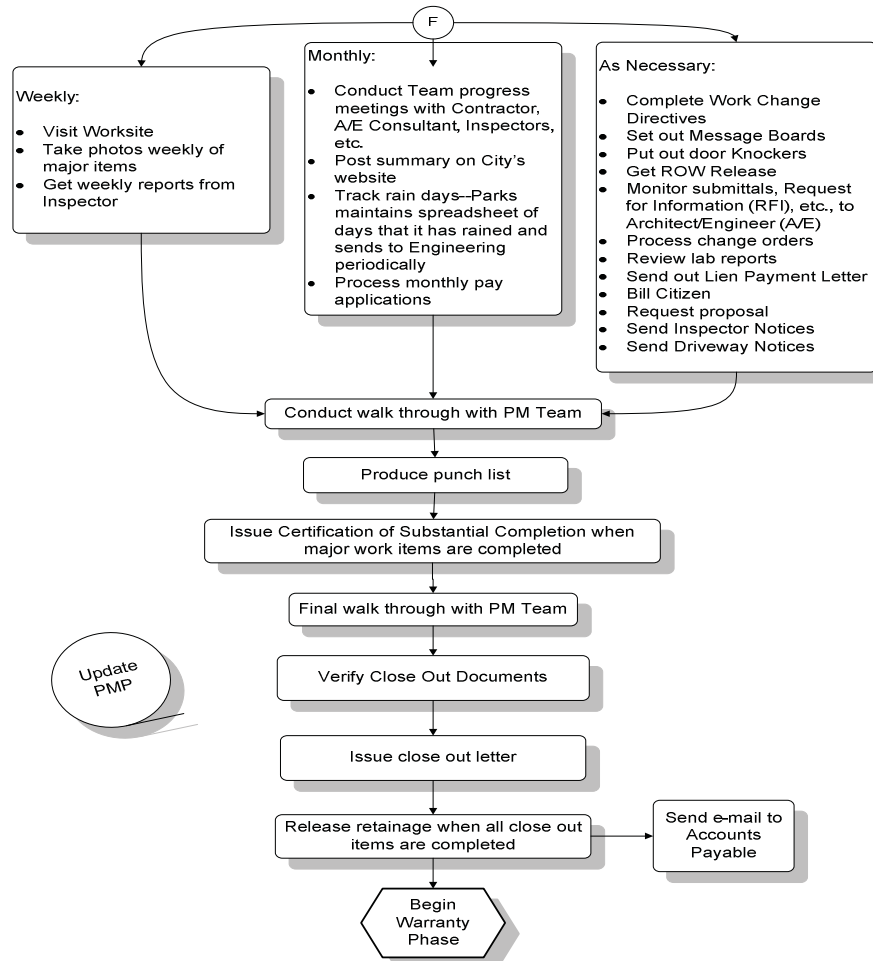 F
Weekly:
• Visit Worksite
• Take photos weekly of
major items
• Get weekly reports from
Inspector
Monthly:
• Conduct Team progress
meetings with Contractor,
A/E Consultant, Inspectors,
etc.
• Post summary on City's
website
• Track rain days--Parks
maintains spreadsheet of
days that it has rained and
sends to Engineering
periodically
• Process monthly pay
applications
As Necessary:
• Complete Work Change
Directives
• Set out Message Boards
• Put out door Knockers
• Get ROW Release
• Monitor submittals, Request
for Information (RFI), etc., to
Architect/Engineer (A/E)
• Process change orders
• Review lab reports
• Send out Lien Payment Letter
• Bill Citizen
• Request proposal
• Send Inspector Notices
• Send Driveway Notices
Conduct walk through with PM Team
Produce punch list
Issue Certification of Substantial Completion when
major work items are completed
Final walk through with PM Team
Update
PMP
Verify Close Out Documents
Issue close out letter
Release retainage when all close out
items are completed
Send e-mail to
Accounts
Payable
Begin
Warranty
Phase